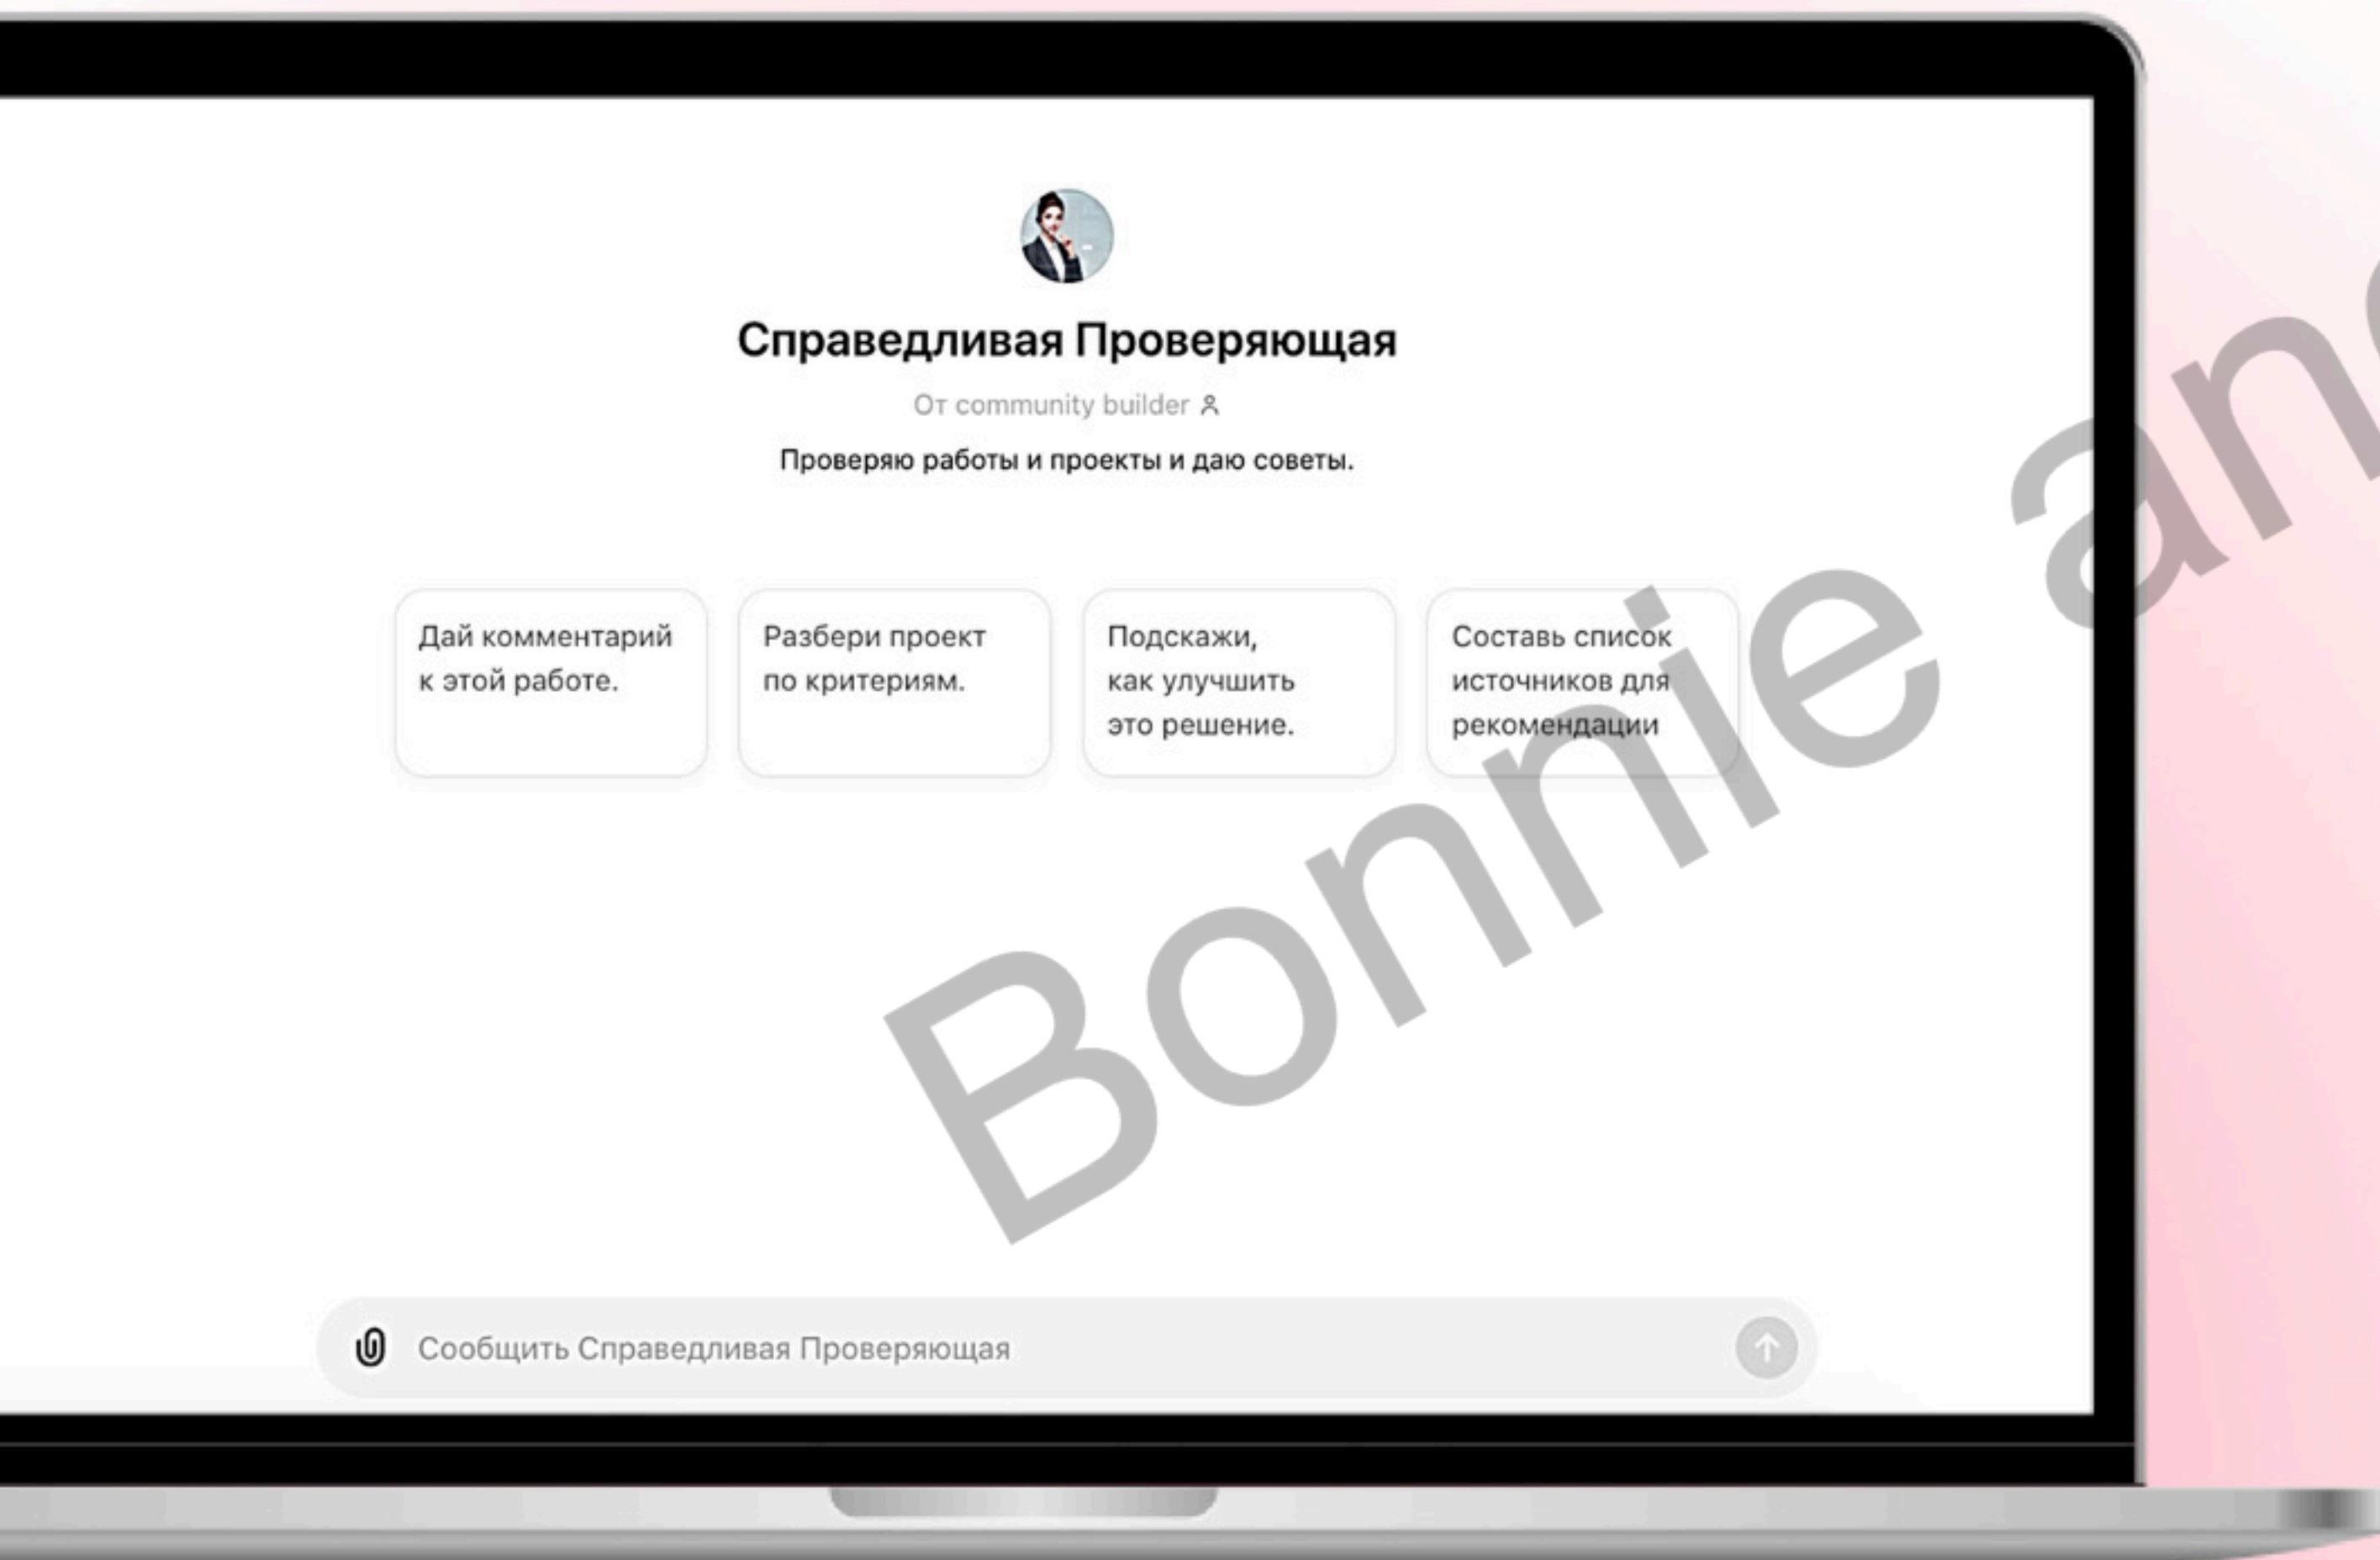 Справедливая Проверяющая
От community builder
Проверяю работы и проекты и даю советы.
Дай комментарий
к этой работе.
Разбери проект
по критериям.
Подскажи,
как улучшить
это решение.
Составь список
источников для
рекомендации
Bonnie
Сообщить Справедливая Проверяющая